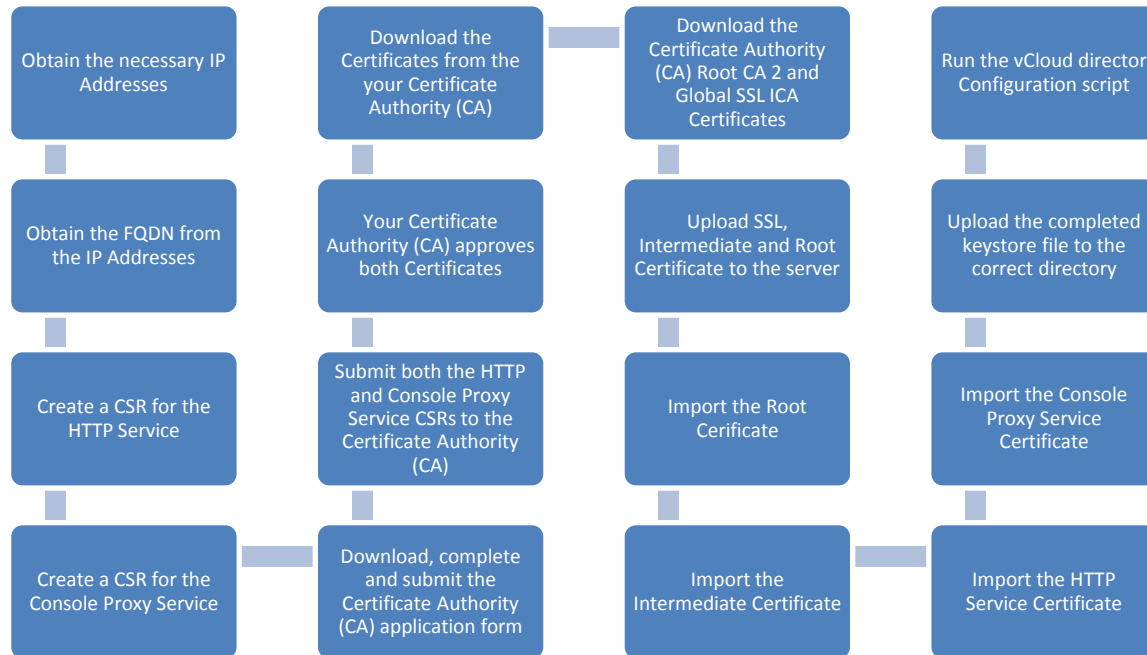 Obtain the necessary IP
Addresses
Obtain the FQDN from
the IP Addresses
Create a CSR for the
HTTP Service
Create a CSR for the
Console Proxy Service
Download, complete
and submit the
Certificate Authority
(CA) application form
Submit both the HTTP
and Console Proxy
Service CSRs to the
Certificate Authority
(CA)
Your Certificate
Authority (CA) approves
both Certificates
Download the
Certificates from the
your Certificate
Authority (CA)
Download the
Certificate Authority
(CA) Root CA 2 and
Global SSL ICA
Certificates
Upload SSL,
Intermediate and Root
Certificate to the server
Import the Root
Cerificate
Import the
Intermediate Certificate
Import the HTTP
Service Certificate
Import the Console
Proxy Service
Certificate
Upload the completed
keystore file to the
correct directory
Run the vCloud director
Configuration script